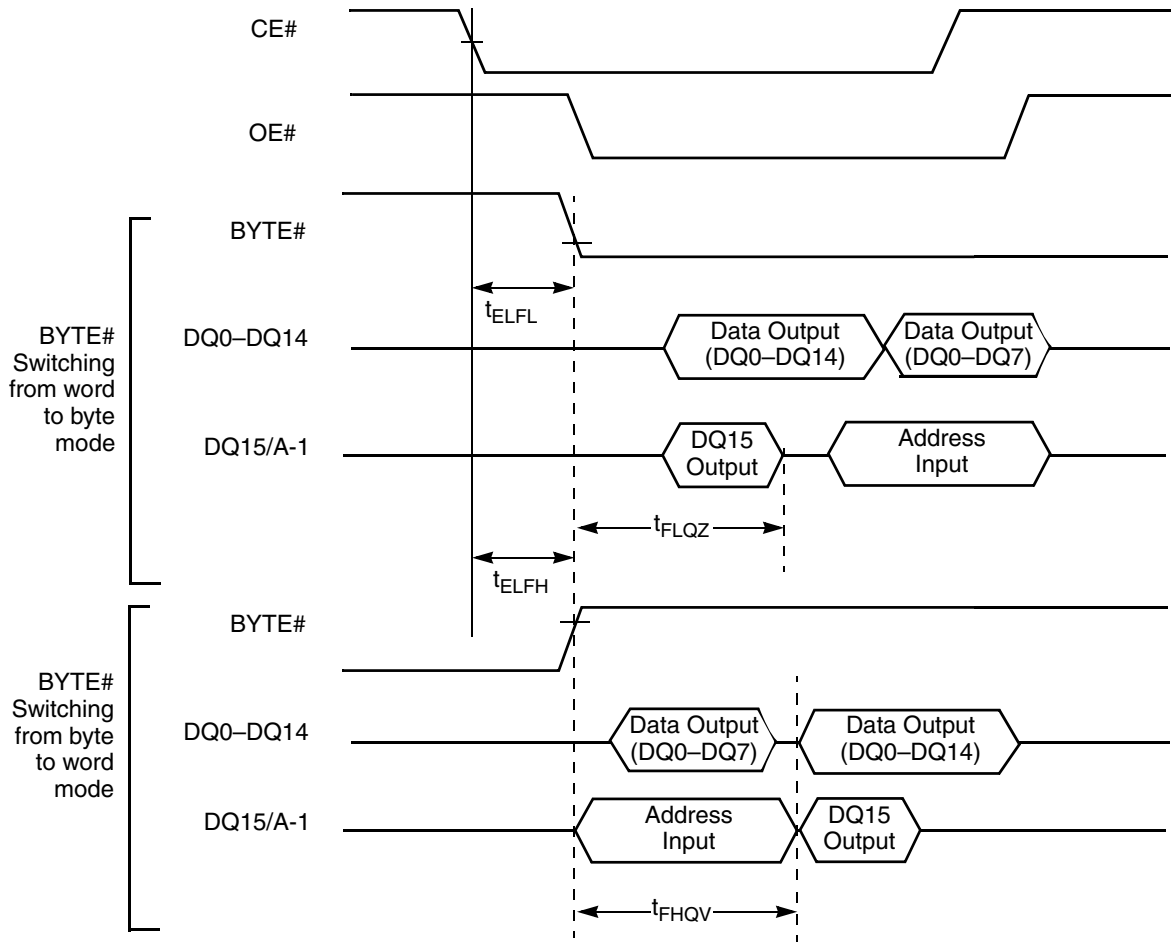 CE#
OE#
BYTE#
tELFL
BYTE#
Switching
from word
to byte
mode
DQ0–DQ14
Data Output
(DQ0–DQ14)
Data Output
(DQ0–DQ7)
DQ15/A-1
DQ15
Output
Address
Input
tFLQZ
tELFH
BYTE#
BYTE#
Switching
from byte
to word
mode
DQ0–DQ14
Data Output
(DQ0–DQ7)
Data Output
(DQ0–DQ14)
DQ15/A-1
Address
Input
DQ15
Output
tFHQV